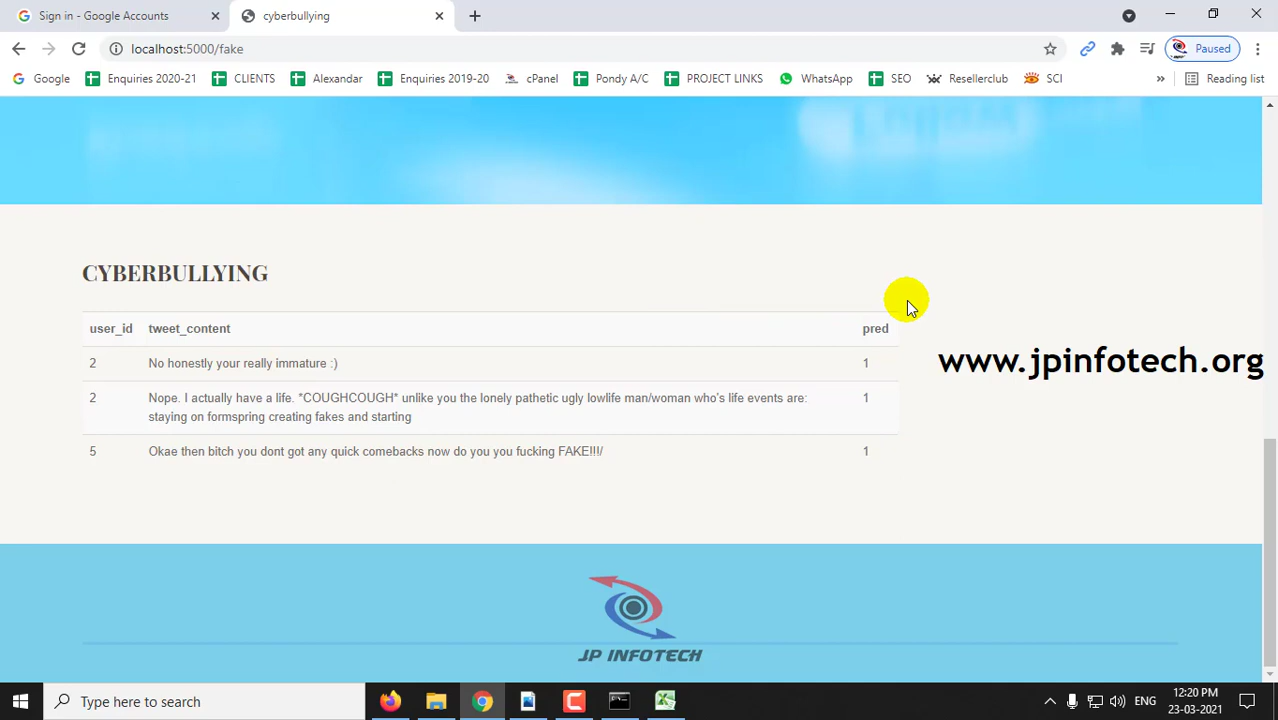 Sign in - Google Accounts
cyberbullying
localhost:5000/fake
Paused
Google
Enquiries 2020-21
CLIENTS
Alexandar
Enquiries 2019-20
cPanel
Pondy A/C
PROJECT LINKS
WhatsApp
SEO
Resellerclub
SCI
»
Reading list
CYBERBULLYING
user_id tweet_content pred
2 No honestly your really immature :) 1
2 Nope. I actually have a life. *COUGHCOUGH* unlike you the lonely pathetic ugly lowlife man/woman who's life events are: 1
staying on formspring creating fakes and starting
5 Okae then bitch you dont got any quick comebacks now do you you fucking FAKE!!!/ 1
www.jpinfotech.org
JP INFOTECH
Type here to search
ENG
12:20 PM
23-03-2021